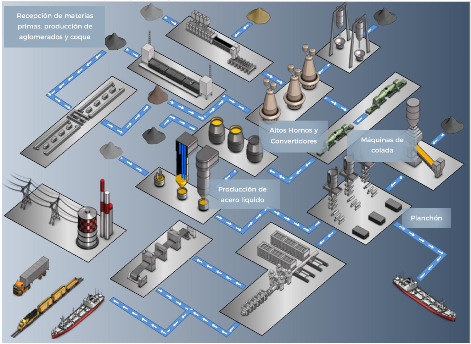 Recepción de materias
primas, producción de
aglomerados y coque
Altos Hornos y
Convertidores
Máquinas de
colada
Producción de
acero líquido
Planchón